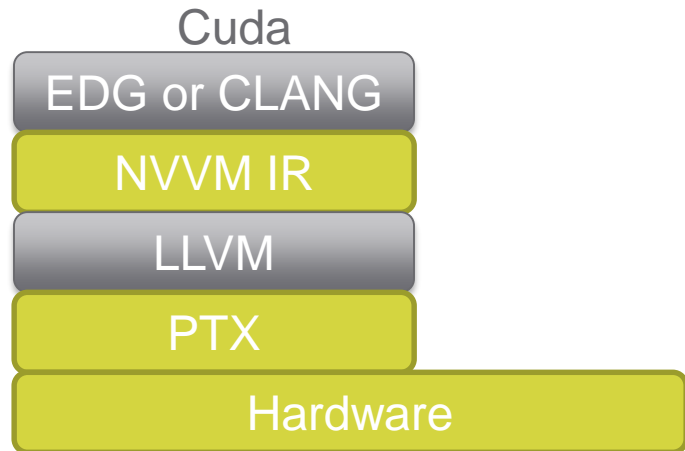 Cuda
EDG or CLANG
NVVM IR
LLVM
PTX
Hardware